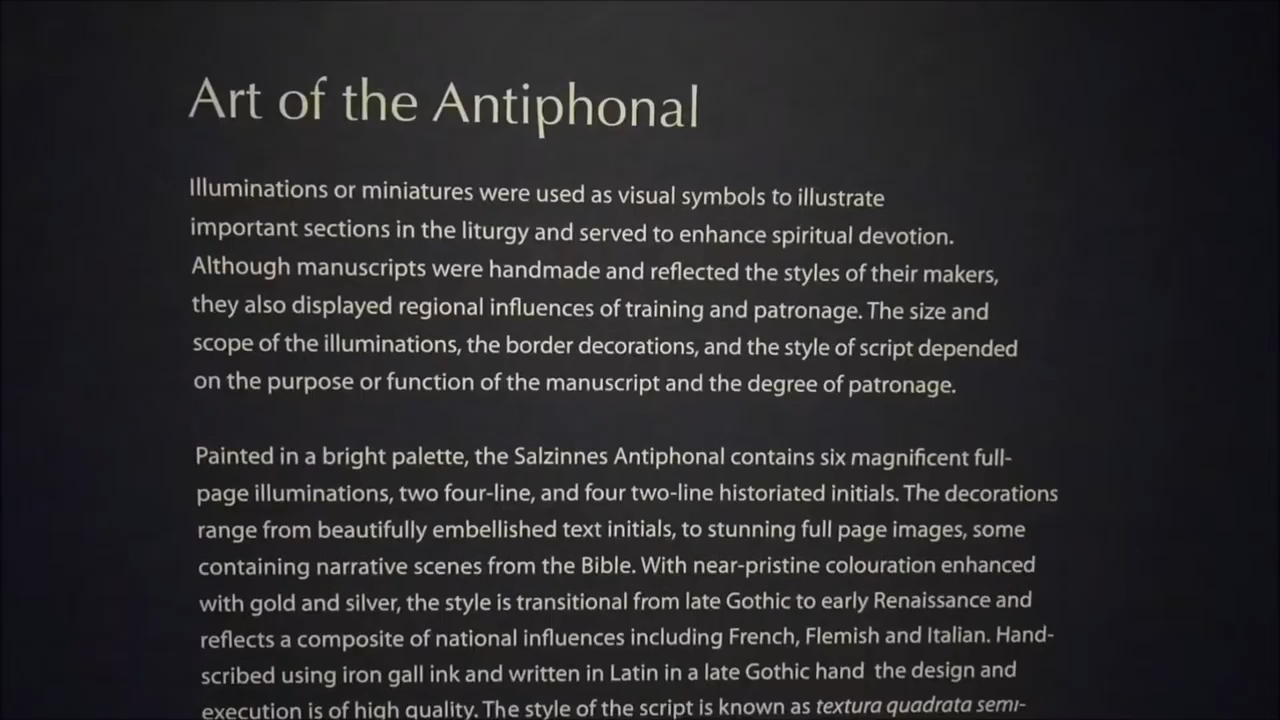 Art of the Antiphonal
Illuminations or miniatures were used as visual symbols to illustrate
important sections in the liturgy and served to enhance spiritual devotion.
Although manuscripts were handmade and reflected the styles of their makers,
they also displayed regional influences of training and patronage. The size and
scope of the illuminations, the border decorations, and the style of script depended
on the purpose or function of the manuscript and the degree of patronage.
Painted in a bright palette, the Salzinnes Antiphonal contains six magnificent full-
page illuminations, two four-line, and four two-line historiated initials. The decorations
range from beautifully embellished text initials, to stunning full page images, some
containing narrative scenes from the Bible. With near-pristine colouration enhanced
with gold and silver, the style is transitional from late Gothic to early Renaissance and
reflects a composite of national influences including French, Flemish and Italian. Hand-
scribed using iron gall ink and written in Latin in a late Gothic hand the design and
execution is of high quality. The style of the script is known as textura quadrata semi-